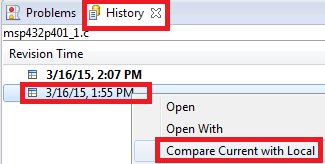 Problems History
msp432p401_1.c
Revision Time
3/16/15, 2:07 PM
3/16/15, 1:55 PM
Open
Open With
Compare Current with Local